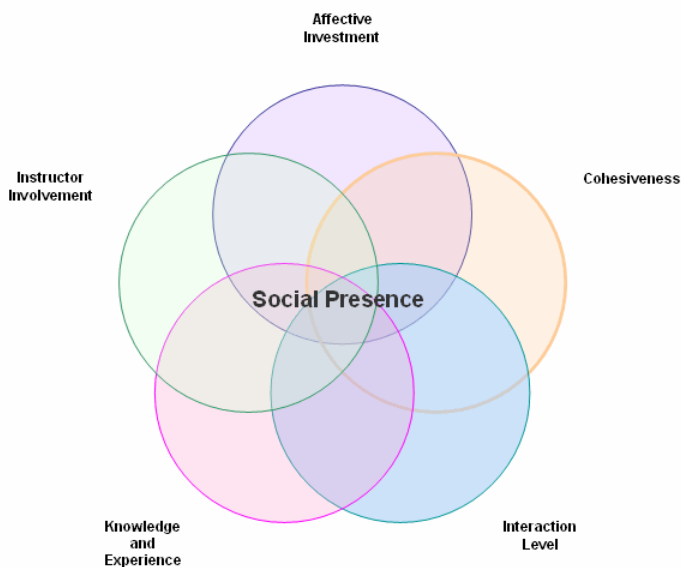 Affective
Investment
Instructor
Involvement
Cohesiveness
Social Presence
Knowledge
and
Experience
Interaction
Level